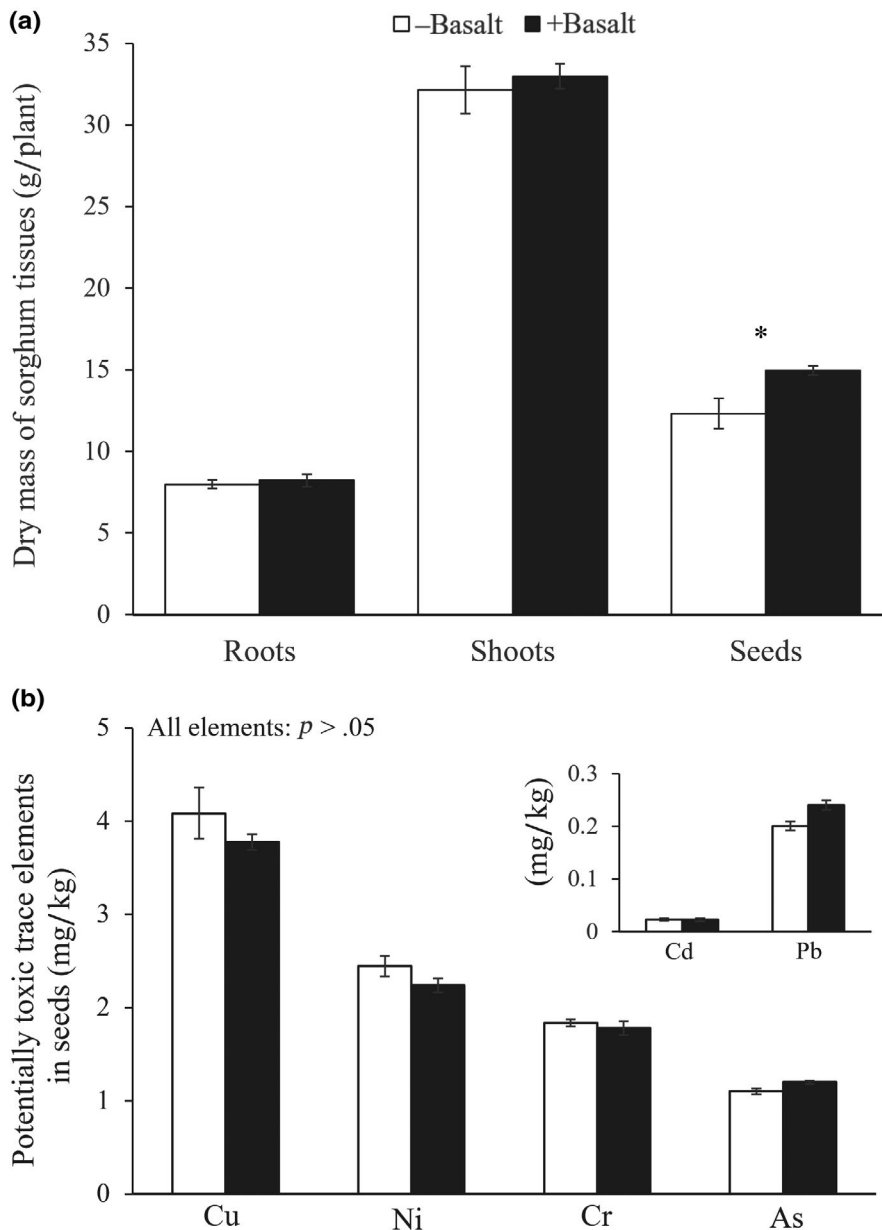 (a)
–Basalt +Basalt
Dry mass of sorghum tissues (g/plant)
35
30
25
20
15
10
5
0
*
Roots Shoots Seeds
(b)
All elements: p > .05
Potentially toxic trace elements
in seeds (mg/kg)
5
4
3
2
1
0
Cu Ni Cr As
(mg/kg)
0.3
0.2
0.1
0
Cd Pb